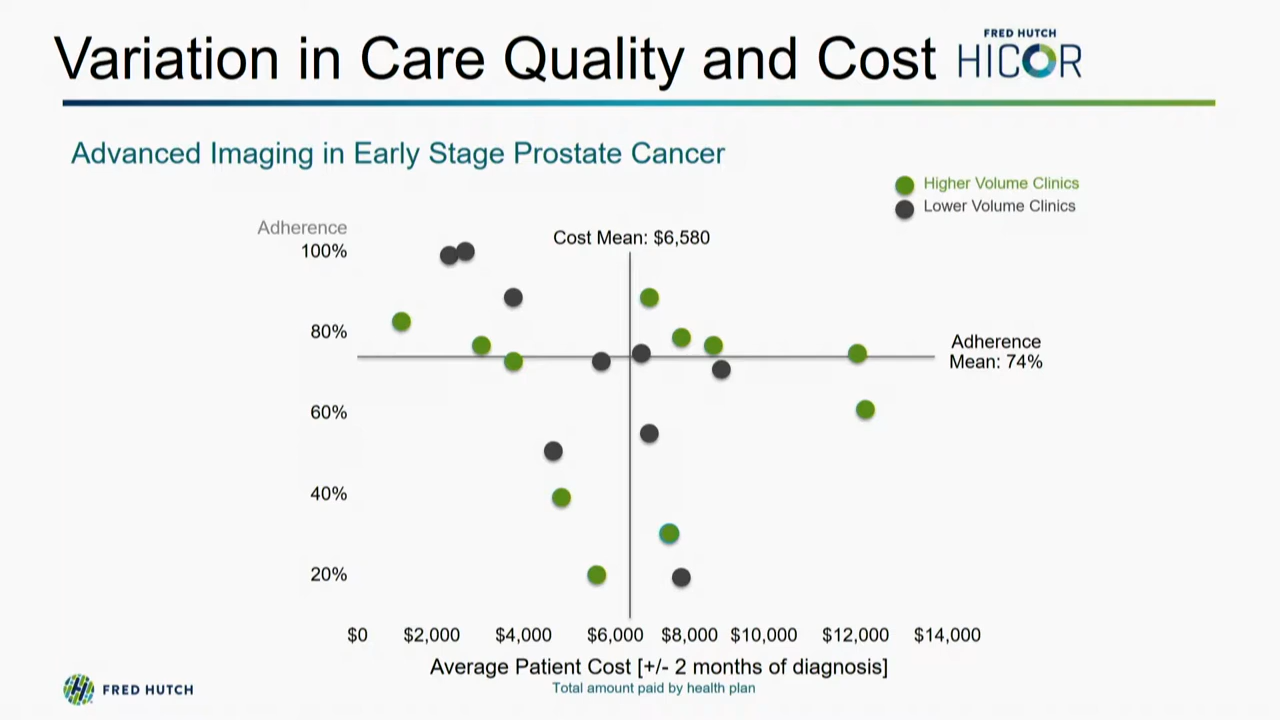 Variation in Care Quality and Cost
FRED HUTCH
HICOR
Advanced Imaging in Early Stage Prostate Cancer
Higher Volume Clinics
Lower Volume Clinics
Adherence
100%
Cost Mean: $6,580
80%
Adherence
Mean: 74%
60%
40%
20%
$0 $2,000 $4,000 $6,000 $8,000 $10,000 $12,000 $14,000
Average Patient Cost [+/- 2 months of diagnosis]
Total amount paid by health plan
FRED HUTCH